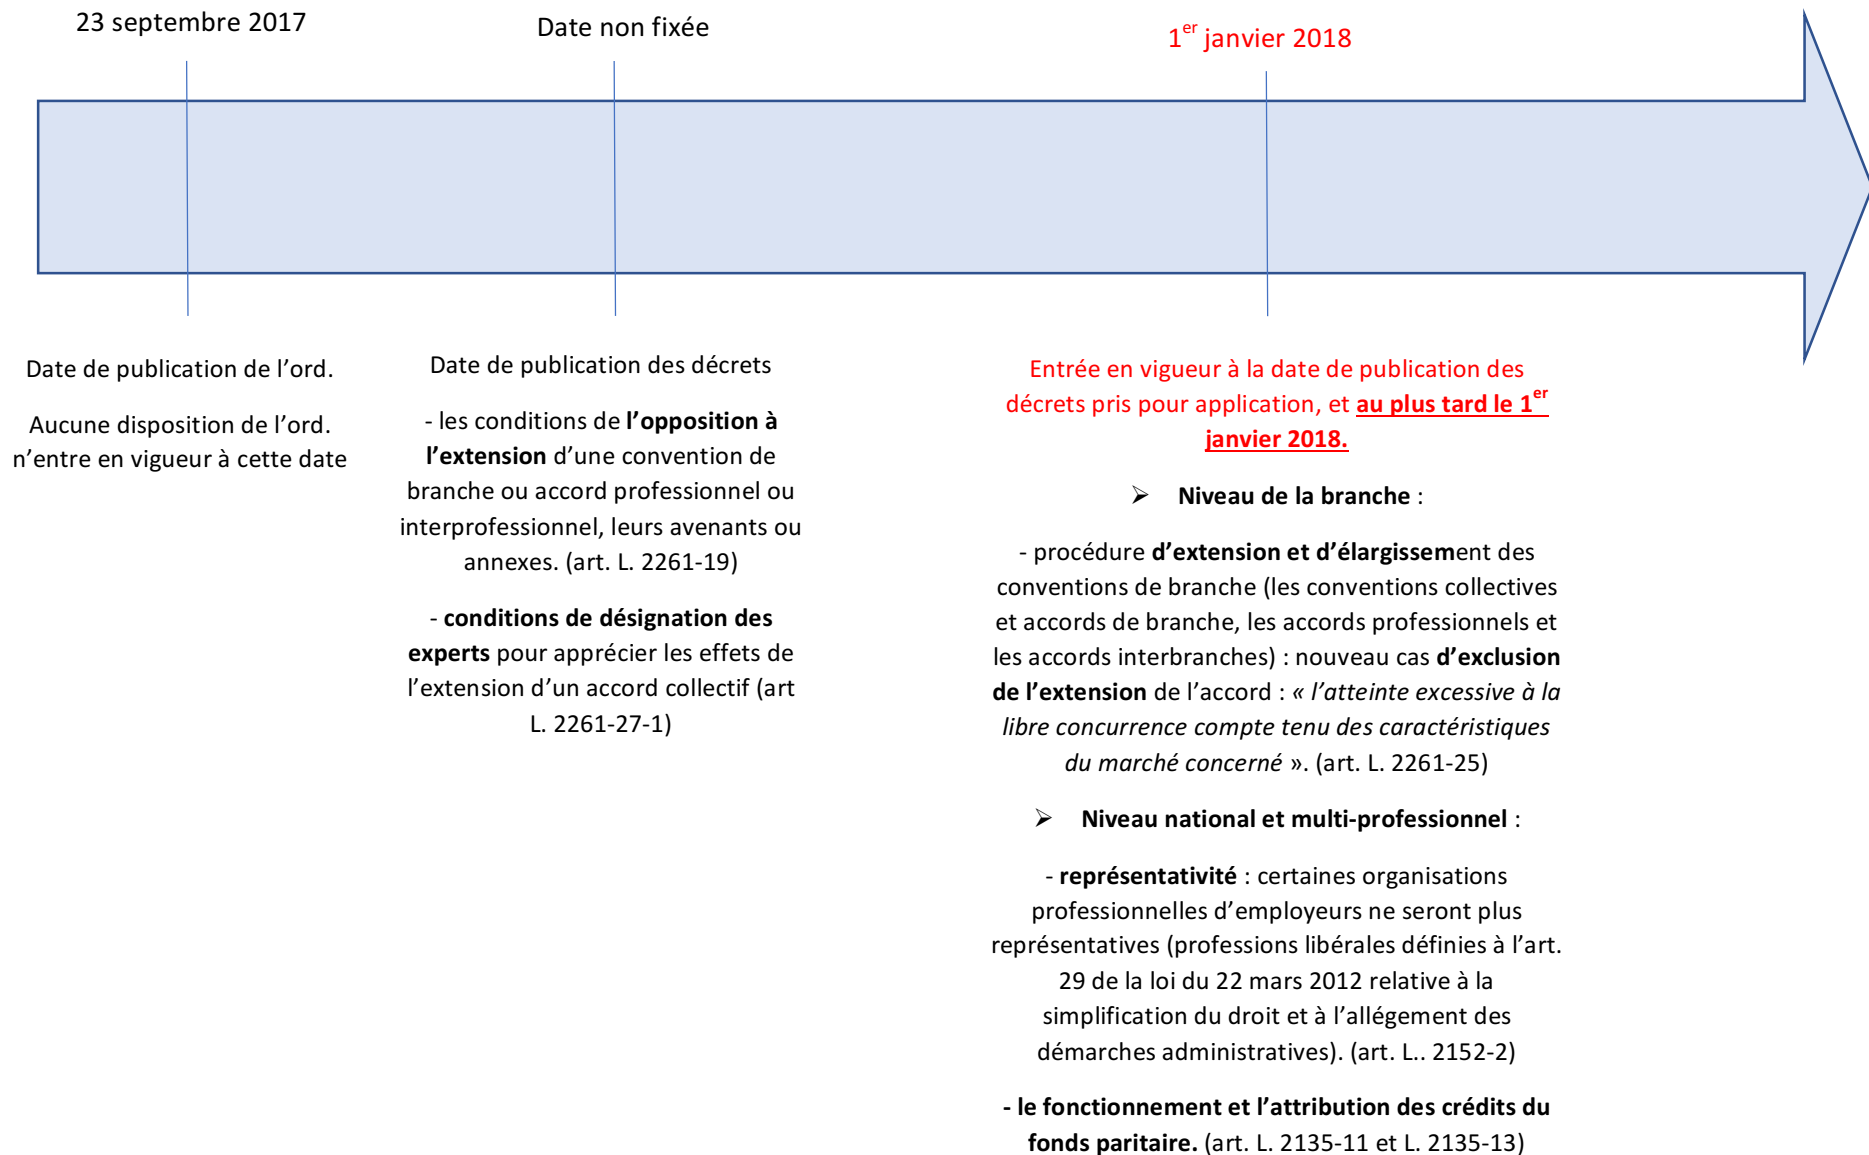 23 septembre 2017
Date non fixée
1er janvier 2018
Date de publication de l’ord.
Aucune disposition de l’ord.
n’entre en vigueur à cette date
Date de publication des décrets
- les conditions de l’opposition à
l’extension d’une convention de
branche ou accord professionnel ou
interprofessionnel, leurs avenants ou
annexes. (art. L. 2261-19)
- conditions de désignation des
experts pour apprécier les effets de
l’extension d’un accord collectif (art
L. 2261-27-1)
Entrée en vigueur à la date de publication des
décrets pris pour application, et au plus tard le 1er
janvier 2018.
➢ Niveau de la branche :
- procédure d’extension et d’élargissement des
conventions de branche (les conventions collectives
et accords de branche, les accords professionnels et
les accords interbranches) : nouveau cas d’exclusion
de l’extension de l’accord : « l’atteinte excessive à la
libre concurrence compte tenu des caractéristiques
du marché concerné ». (art. L. 2261-25)
➢ Niveau national et multi-professionnel :
- représentativité : certaines organisations
professionnelles d’employeurs ne seront plus
représentatives (professions libérales définies à l’art.
29 de la loi du 22 mars 2012 relative à la
simplification du droit et à l’allégement des
démarches administratives). (art. L.. 2152-2)
- le fonctionnement et l’attribution des crédits du
fonds paritaire. (art. L. 2135-11 et L. 2135-13)